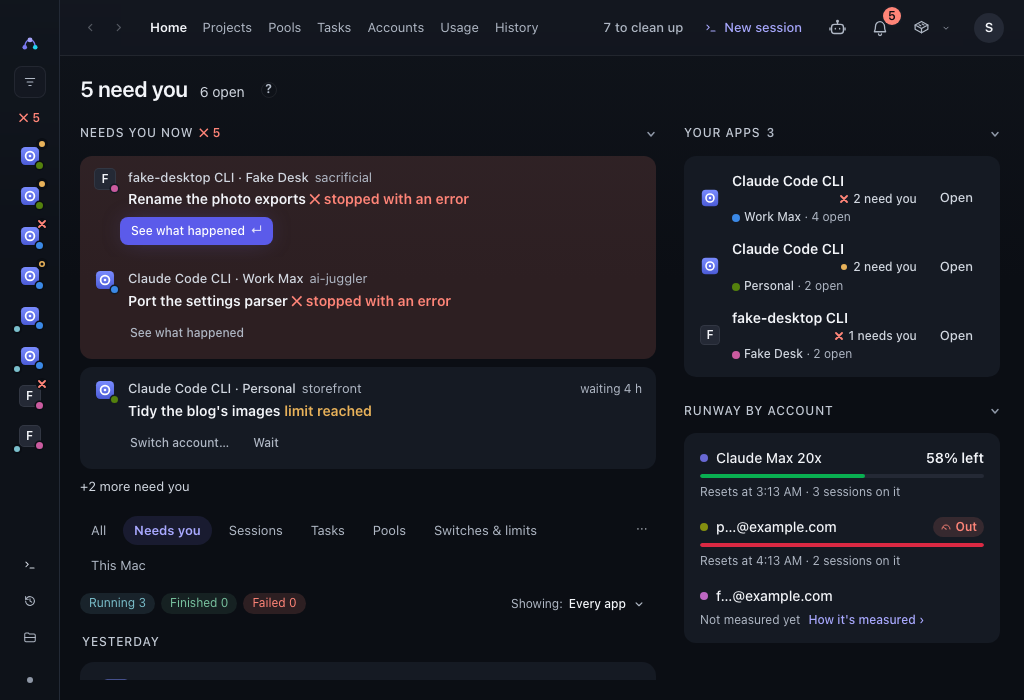 Home Projects Pools Tasks Accounts Usage History 7 to clean up New session 5 S
5 need you 6 open ?
5
NEEDS YOU NOW 5
F fake-desktop CLI · Fake Desk sacrificial
Rename the photo exports stopped with an error
See what happened
Claude Code CLI · Work Max ai-juggler
Port the settings parser stopped with an error
See what happened
Claude Code CLI · Personal storefront waiting 4 h
Tidy the blog's images limit reached
Switch account... Wait
+2 more need you
All Needs you Sessions Tasks Pools Switches & limits ...
This Mac
Running 3 Finished 0 Failed 0 Showing: Every app
YESTERDAY
YOUR APPS 3
Claude Code CLI
2 need you Open
Work Max · 4 open
Claude Code CLI
2 need you Open
Personal · 2 open
fake-desktop CLI
F 1 needs you Open
Fake Desk · 2 open
RUNWAY BY ACCOUNT
Claude Max 20x 58% left
Resets at 3:13 AM · 3 sessions on it
p...@example.com Out
Resets at 4:13 AM · 2 sessions on it
f...@example.com
Not measured yet How it's measured ›
F
F